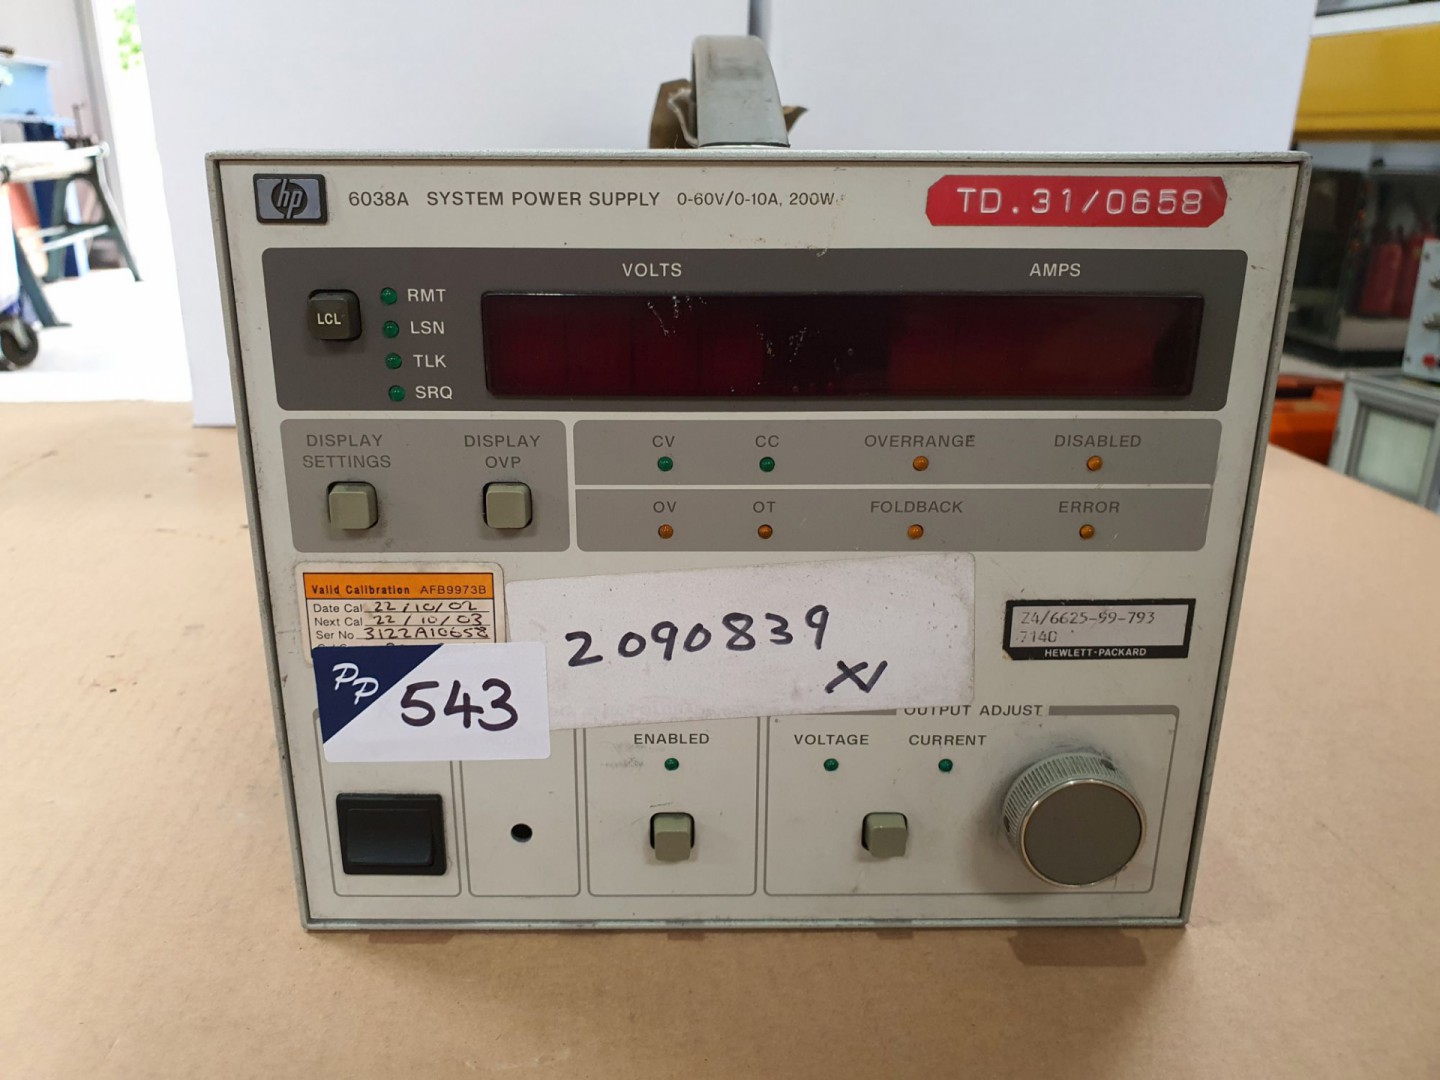 hp 6038A SYSTEM POWER SUPPLY 0-60V/0-10A, 200W
TD.31/0658
VOLTS AMPS
LCL
RMT
LSN
TLK
SRQ
DISPLAY SETTINGS
DISPLAY OVP
CV CC OVERRANGE DISABLED
OV OT FOLDBACK ERROR
Valid Calibration AFB9973B
Date Cal 22/10/02
Next Cal 22/10/03
Ser No 3122A10658
PP 543
2090839
XV
Z4/6625-99-793
7140
HEWLETT-PACKARD
OUTPUT ADJUST
ENABLED
VOLTAGE CURRENT